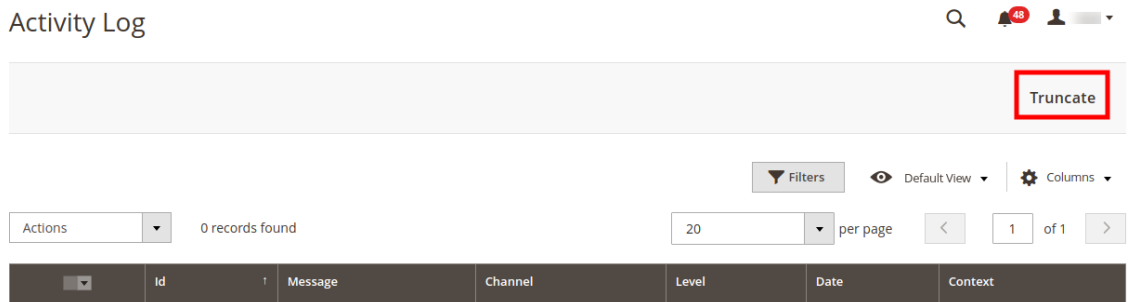 Activity Log
48
Truncate
Filters
Default View
Columns
Actions
0 records found
20
per page
1
of 1
Id ↑ Message Channel Level Date Context